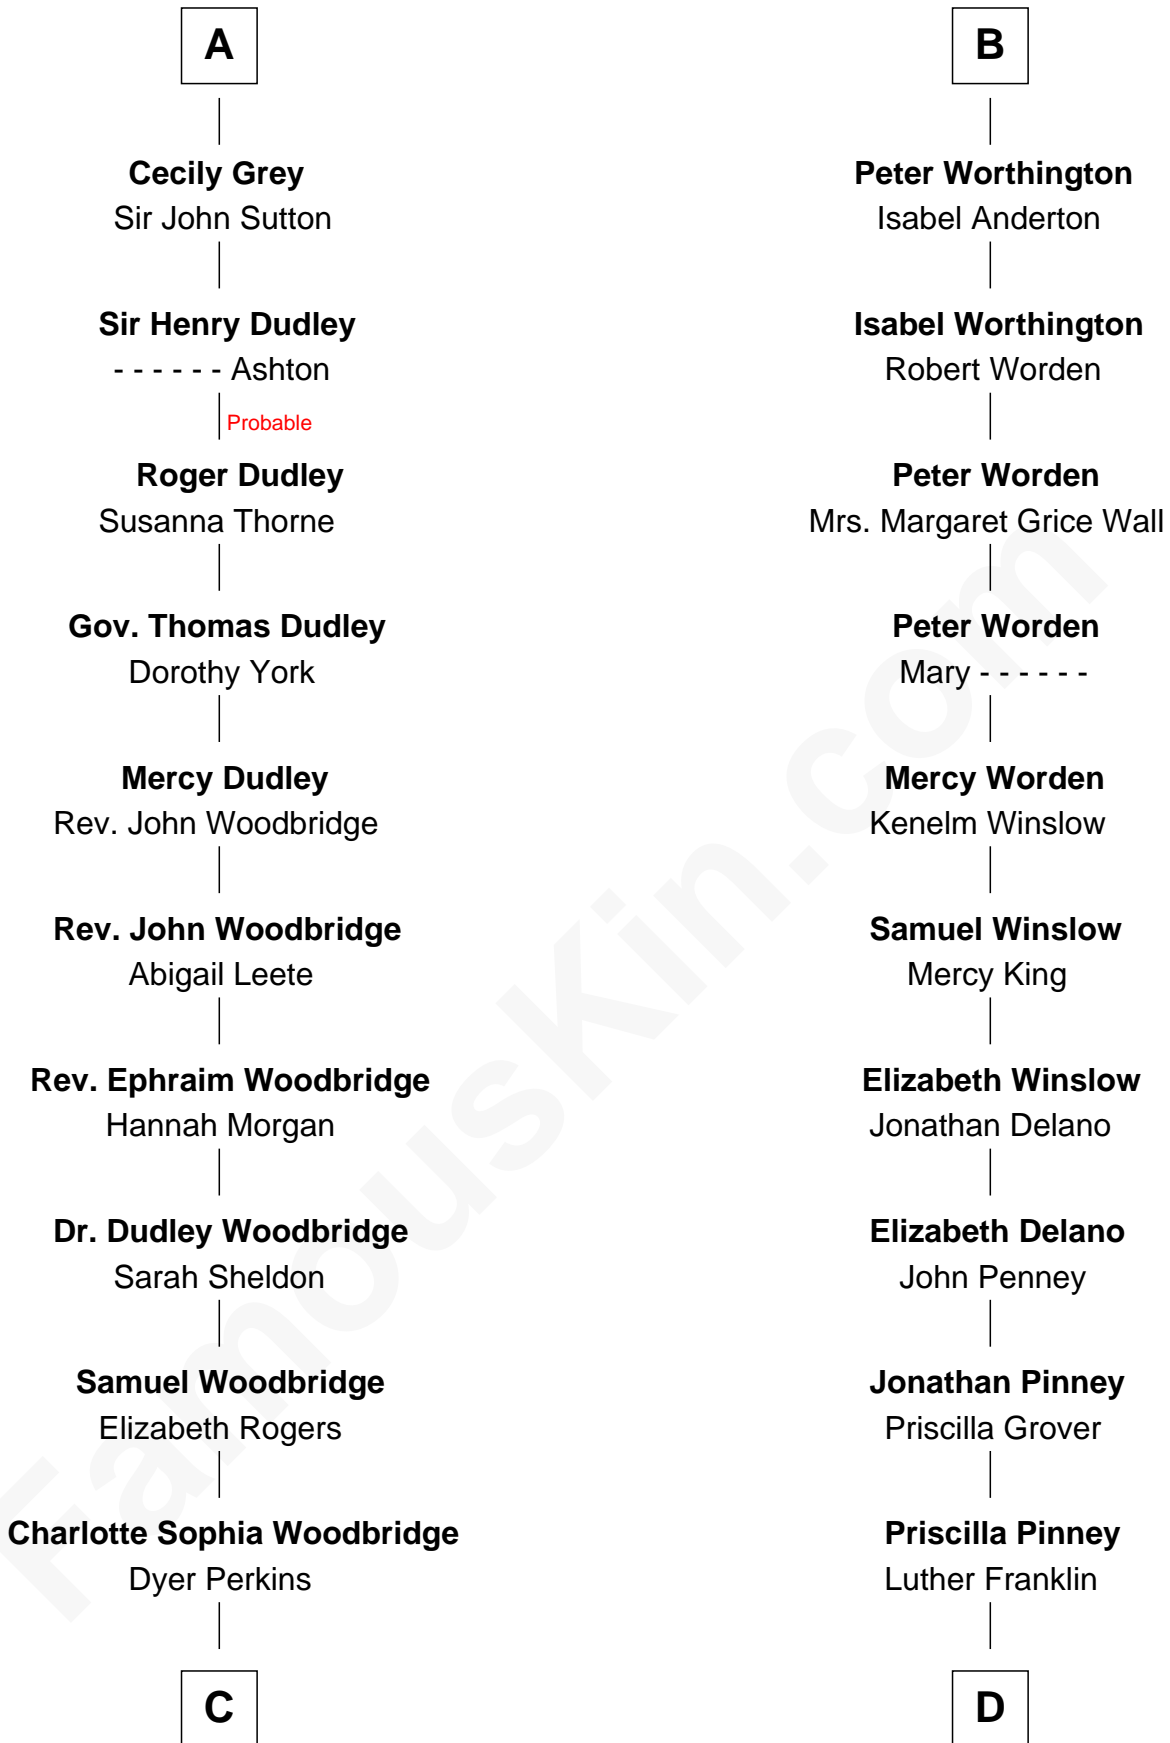 A
Cecily Grey
Sir John Sutton
Sir Henry Dudley
- - - - - - Ashton
Probable
Roger Dudley
Susanna Thorne
Gov. Thomas Dudley
Dorothy York
Mercy Dudley
Rev. John Woodbridge
Rev. John Woodbridge
Abigail Leete
Rev. Ephraim Woodbridge
Hannah Morgan
Dr. Dudley Woodbridge
Sarah Sheldon
Samuel Woodbridge
Elizabeth Rogers
Charlotte Sophia Woodbridge
Dyer Perkins
C
B
Peter Worthington
Isabel Anderton
Isabel Worthington
Robert Worden
Peter Worden
Mrs. Margaret Grice Wall
Peter Worden
Mary - - - - - -
Mercy Worden
Kenelm Winslow
Samuel Winslow
Mercy King
Elizabeth Winslow
Jonathan Delano
Elizabeth Delano
John Penney
Jonathan Pinney
Priscilla Grover
Priscilla Pinney
Luther Franklin
D
FamousKin.com